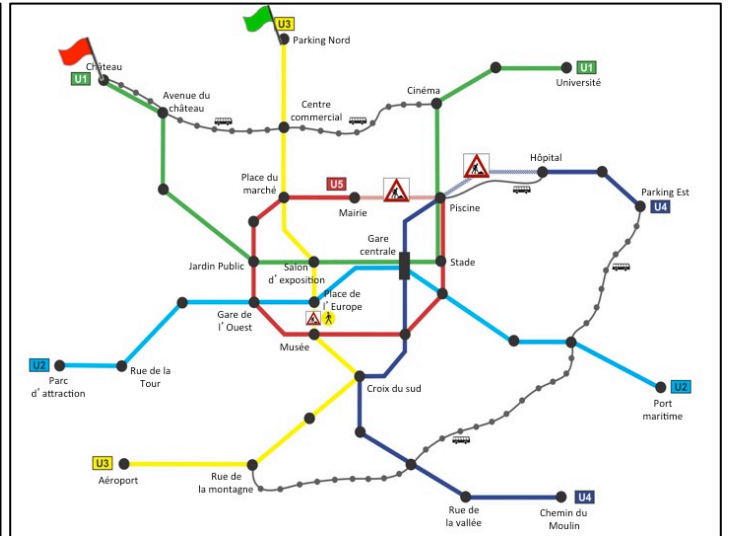 U3
Parking Nord
Château
U1
Avenue du
château
Centre
commercial
Cinéma
U1
Université
Place du
marché
U5
Mairie
Hôpital
Piscine
Parking Est
U4
Gare
centrale
Jardin Public
Salon
d'exposition
Stade
Gare de
l'Ouest
Place de
l'Europe
Musée
U2
Parc
d'attraction
Rue de la
Tour
Croix du sud
U2
Port
maritime
U3
Aéroport
Rue de
la montagne
Rue de
la vallée
U4
Chemin du
Moulin